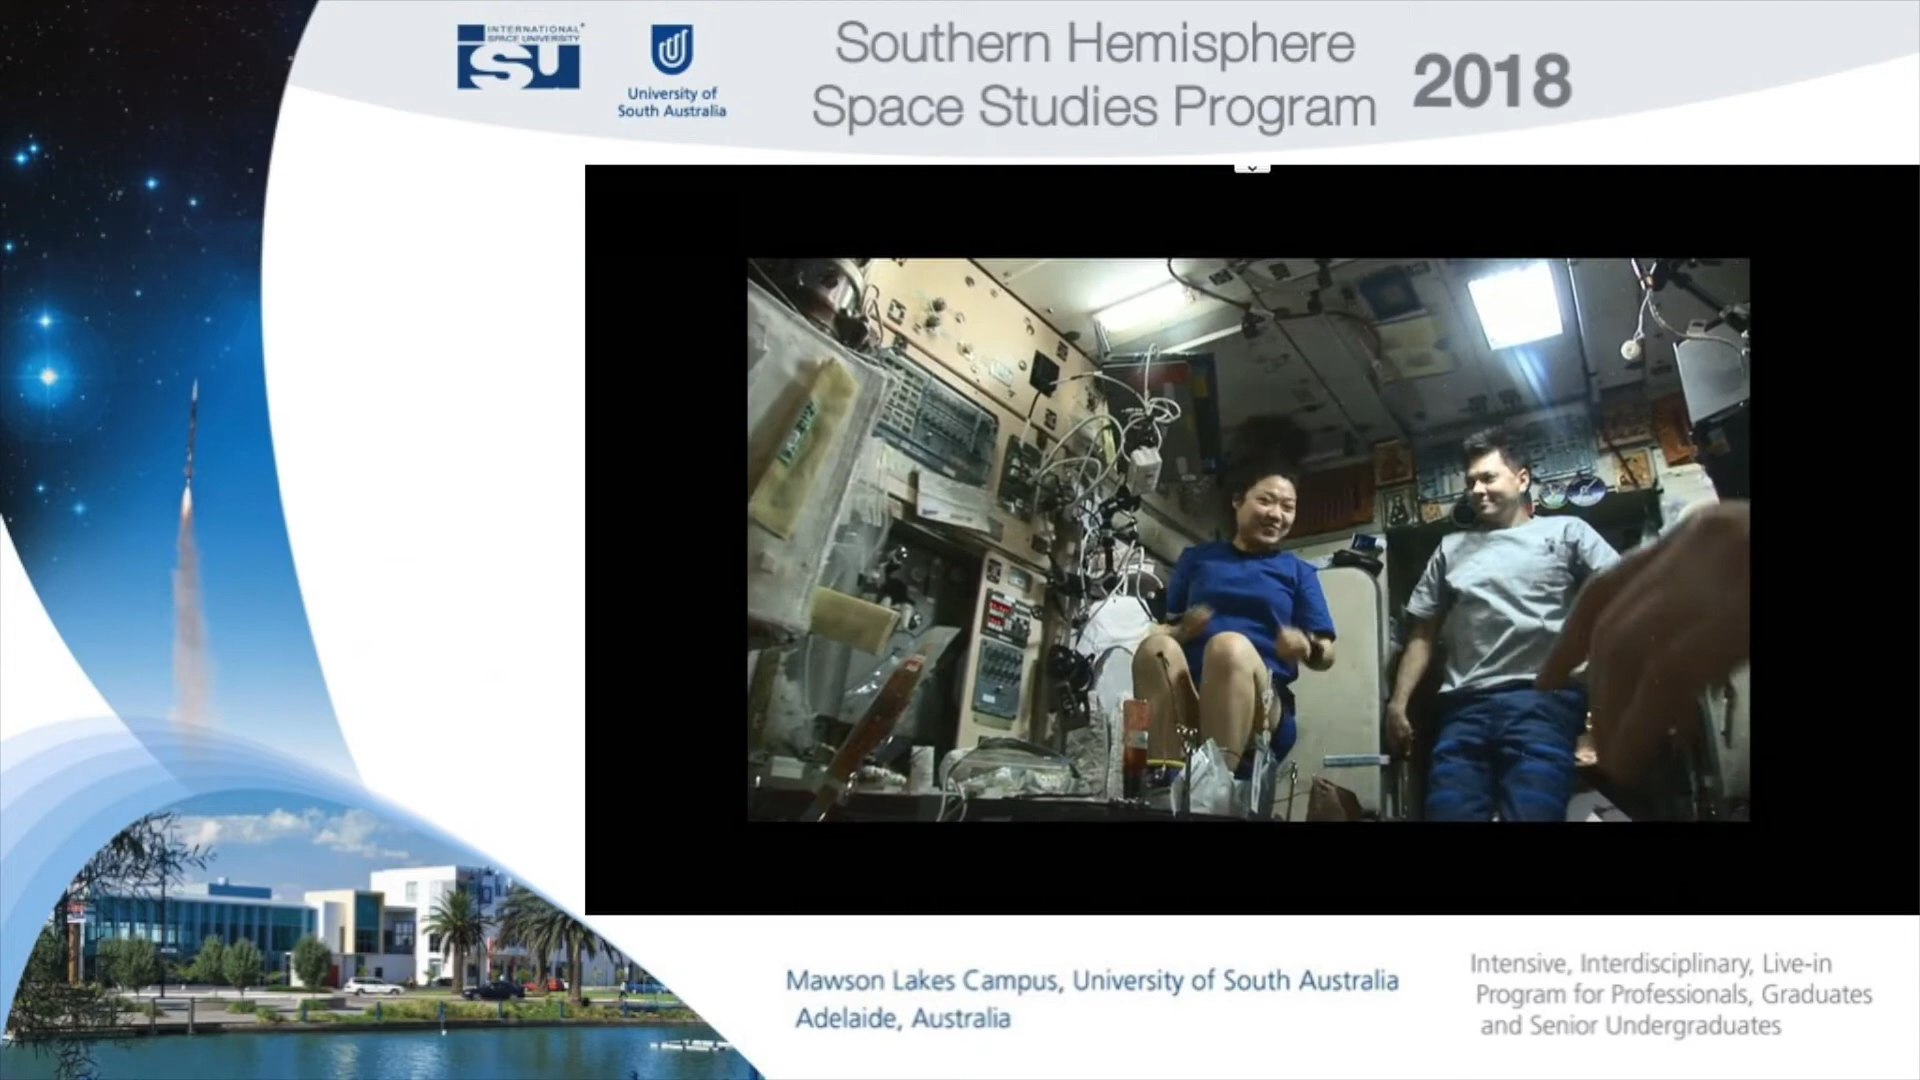 INTERNATIONAL
SPACE UNIVERSITY
iSU
University of
South Australia
Southern Hemisphere
Space Studies Program
2018
Mawson Lakes Campus, University of South Australia
Adelaide, Australia
Intensive, Interdisciplinary, Live-in
Program for Professionals, Graduates
and Senior Undergraduates